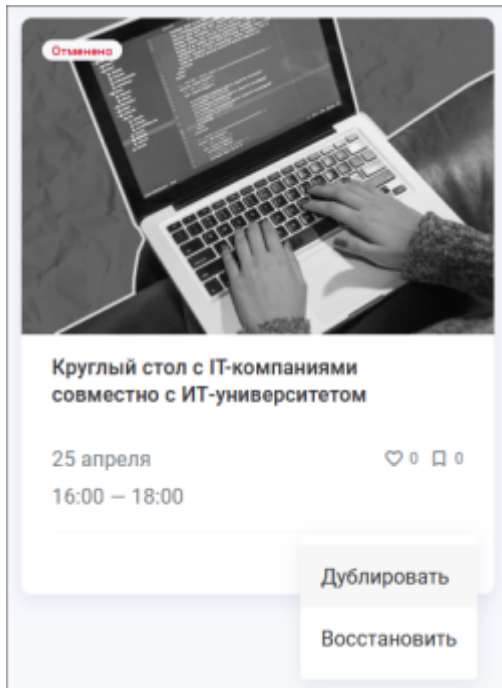 Отменено
Круглый стол с IT-компаниями
совместно с ИТ-университетом
25 апреля
0
0
16:00 — 18:00
Дублировать
Восстановить